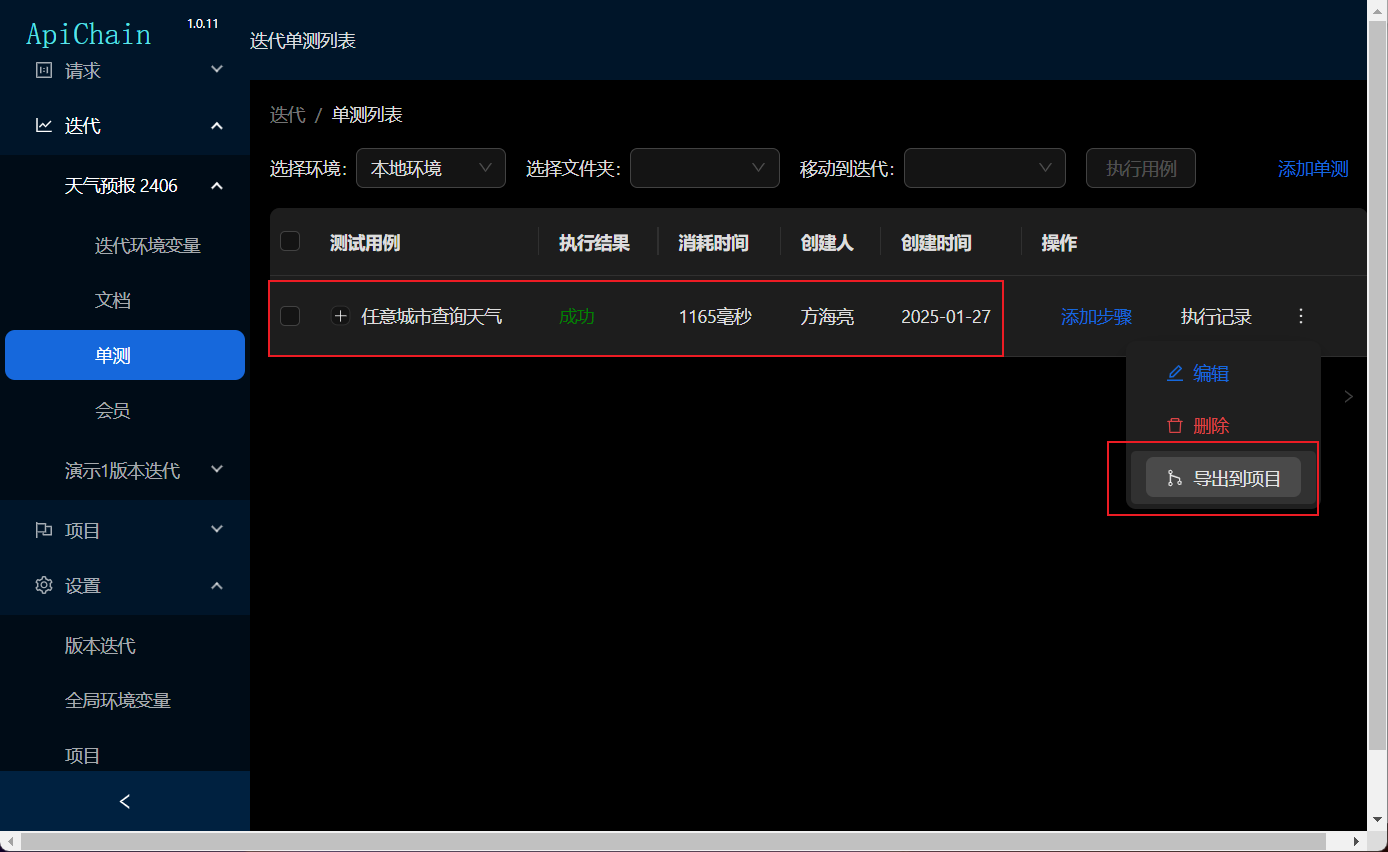 ApiChain 1.0.11
请求
迭代
天气预报 2406
迭代环境变量
文档
单测
会员
演示1版本迭代
项目
设置
版本迭代
全局环境变量
项目
迭代单测列表
迭代 / 单测列表
选择环境: 本地环境 选择文件夹: 移动到迭代: 执行用例 添加单测
测试用例 执行结果 消耗时间 创建人 创建时间 操作
任意城市查询天气 成功 1165毫秒 方海亮 2025-01-27 添加步骤 执行记录
编辑
删除
导出到项目